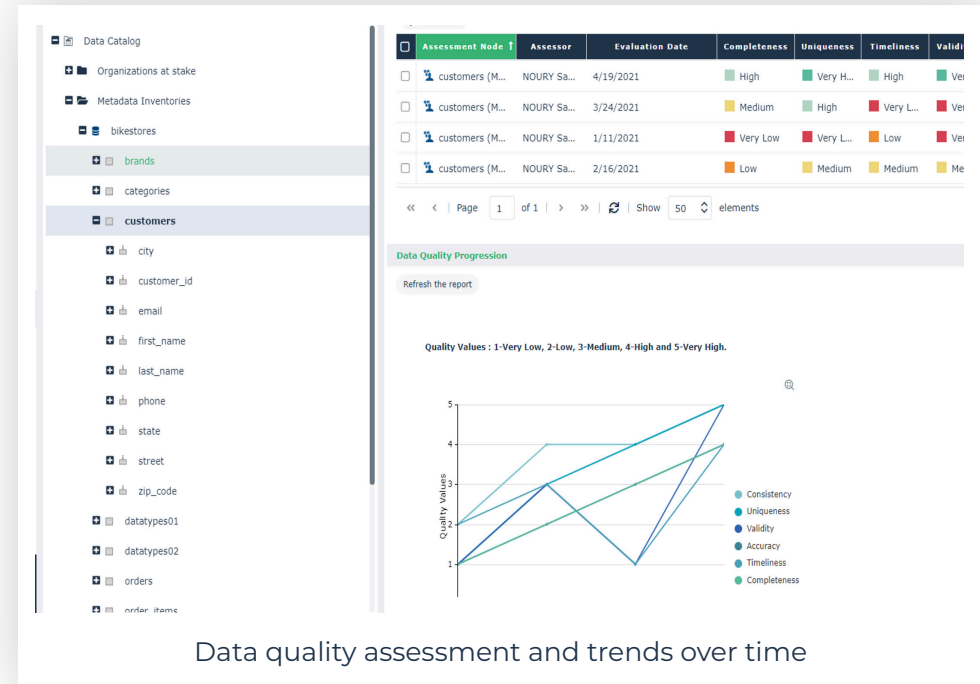 Data Catalog
Organizations at stake
Metadata Inventories
bikestores
brands
categories
customers
city
customer_id
email
first_name
last_name
phone
state
street
zip_code
datatypes01
datatypes02
orders
order_items
Assessment Node ↑ Assessor Evaluation Date Completeness Uniqueness Timeliness Validi
customers (M... NOURY Sa... 4/19/2021 High Very H... High Ver
customers (M... NOURY Sa... 3/24/2021 Medium High Very L... Ver
customers (M... NOURY Sa... 1/11/2021 Very Low Very L... Low Ver
customers (M... NOURY Sa... 2/16/2021 Low Medium Medium Me
Page 1 of 1 Show 50 elements
Data Quality Progression
Refresh the report
Quality Values : 1-Very Low, 2-Low, 3-Medium, 4-High and 5-Very High.
5
4
3
2
1
Quality Values
Consistency
Uniqueness
Validity
Accuracy
Timeliness
Completeness
Data quality assessment and trends over time